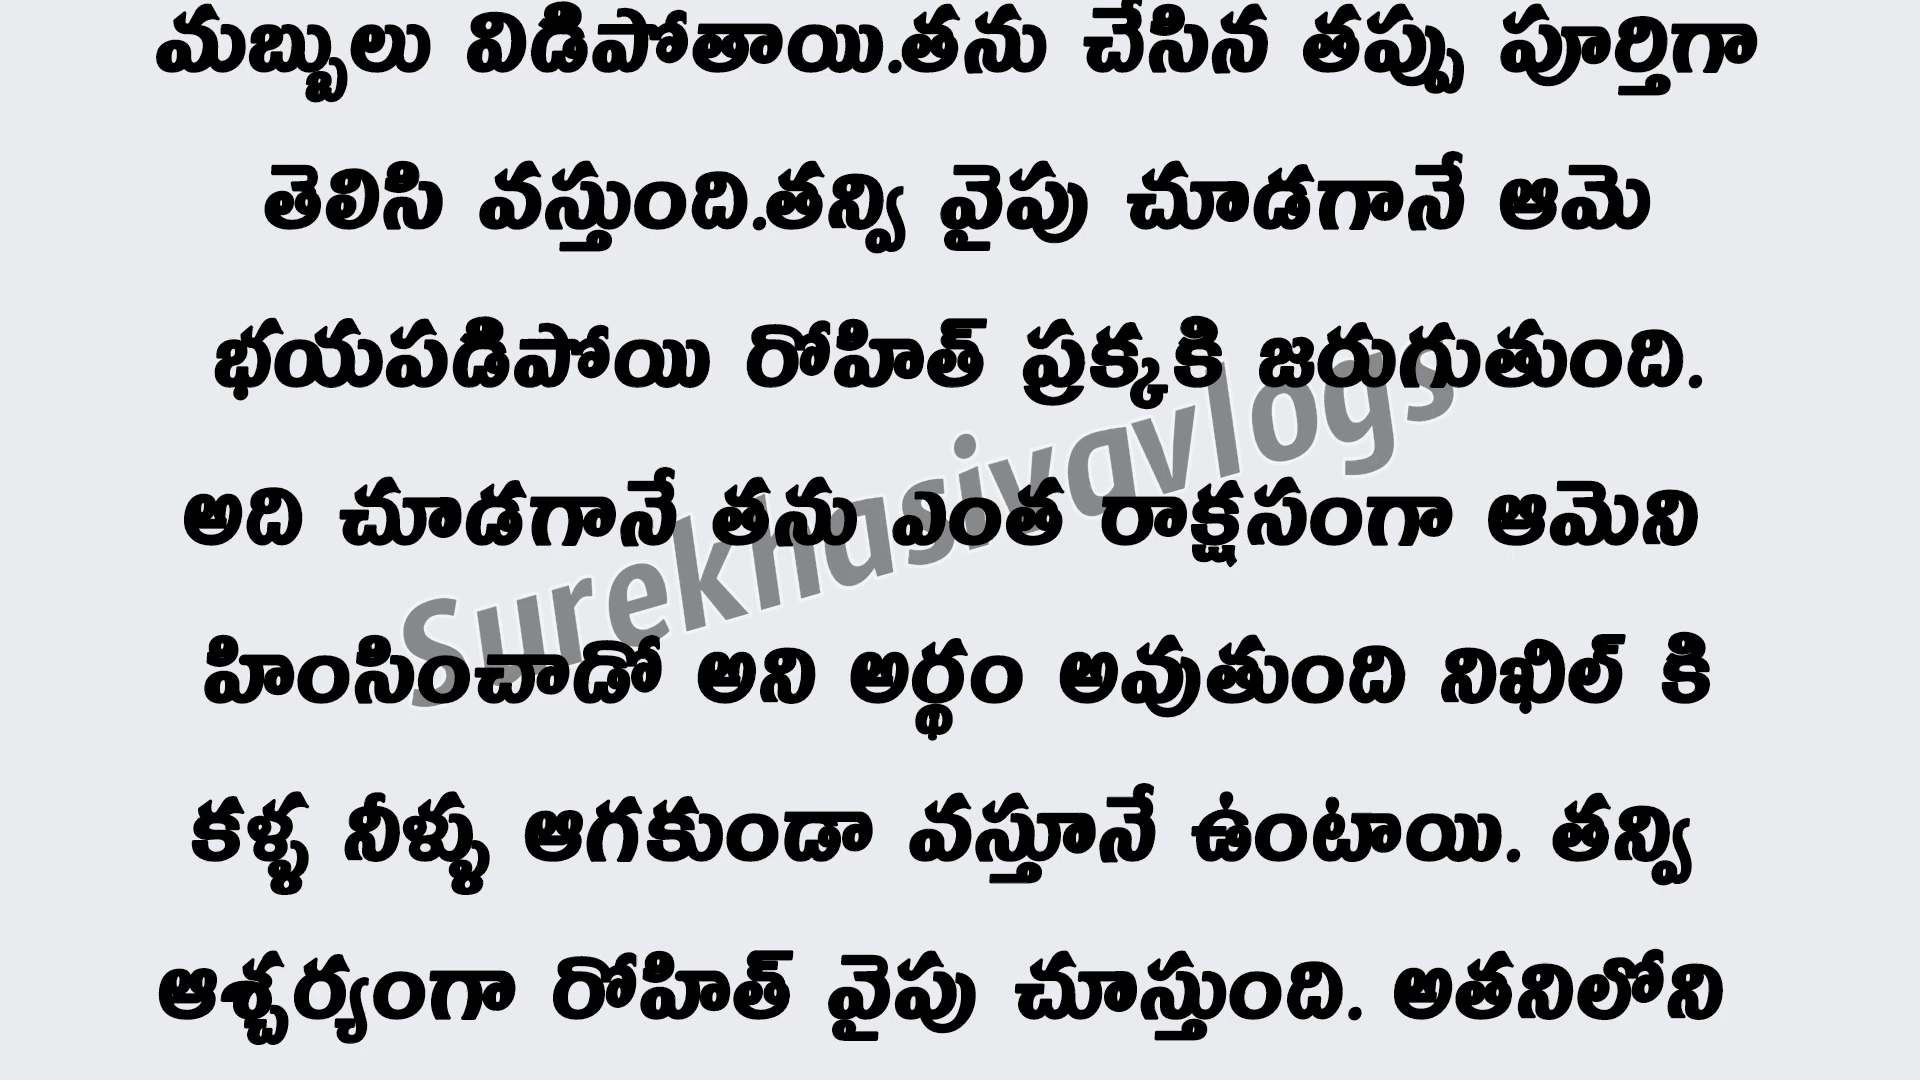 మబ్బులు విడిపోతాయి.తను చేసిన తప్పు పూర్తిగా
తెలిసి వస్తుంది.తన్వి వైపు చూడగానే ఆమె
భయపడిపోయి రోహిత్ ప్రక్కకి జరుగుతుంది.
అది చూడగానే తను ఎంత రాక్షసంగా ఆమెని
హింసించాడో అని అర్థం అవుతుంది నిఖిల్ కి
కళ్ళ నీళ్ళు ఆగకుండా వస్తూనే ఉంటాయి. తన్వి
ఆశ్చర్యంగా రోహిత్ వైపు చూస్తుంది. అతనిలోని
Surekhasivavlogs